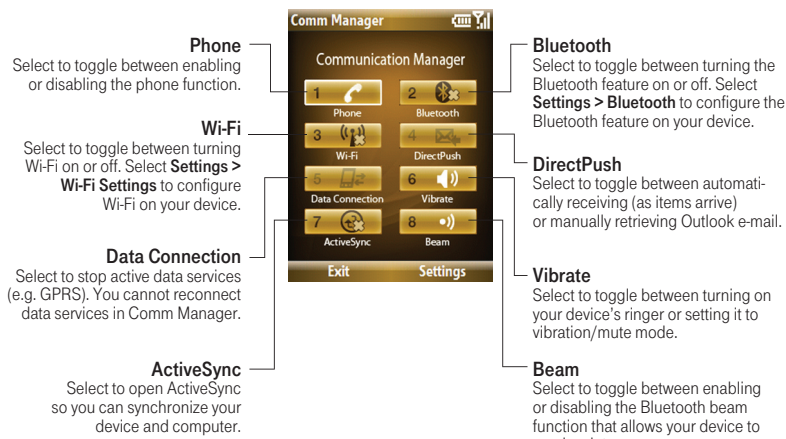 Phone
Select to toggle between enabling
or disabling the phone function.
Wi-Fi
Select to toggle between turning
Wi-Fi on or off. Select Settings >
Wi-Fi Settings to configure
Wi-Fi on your device.
Data Connection
Select to stop active data services
(e.g. GPRS). You cannot reconnect
data services in Comm Manager.
ActiveSync
Select to open ActiveSync
so you can synchronize your
device and computer.
Comm Manager
Communication Manager
1 2
Phone Bluetooth
3 4
Wi-Fi DirectPush
5 6
Data Connection Vibrate
7 8
ActiveSync Beam
Exit Settings
Bluetooth
Select to toggle between turning the
Bluetooth feature on or off. Select
Settings > Bluetooth to configure the
Bluetooth feature on your device.
DirectPush
Select to toggle between automati-
cally receiving (as items arrive)
or manually retrieving Outlook e-mail.
Vibrate
Select to toggle between turning on
your device's ringer or setting it to
vibration/mute mode.
Beam
Select to toggle between enabling
or disabling the Bluetooth beam
function that allows your device to